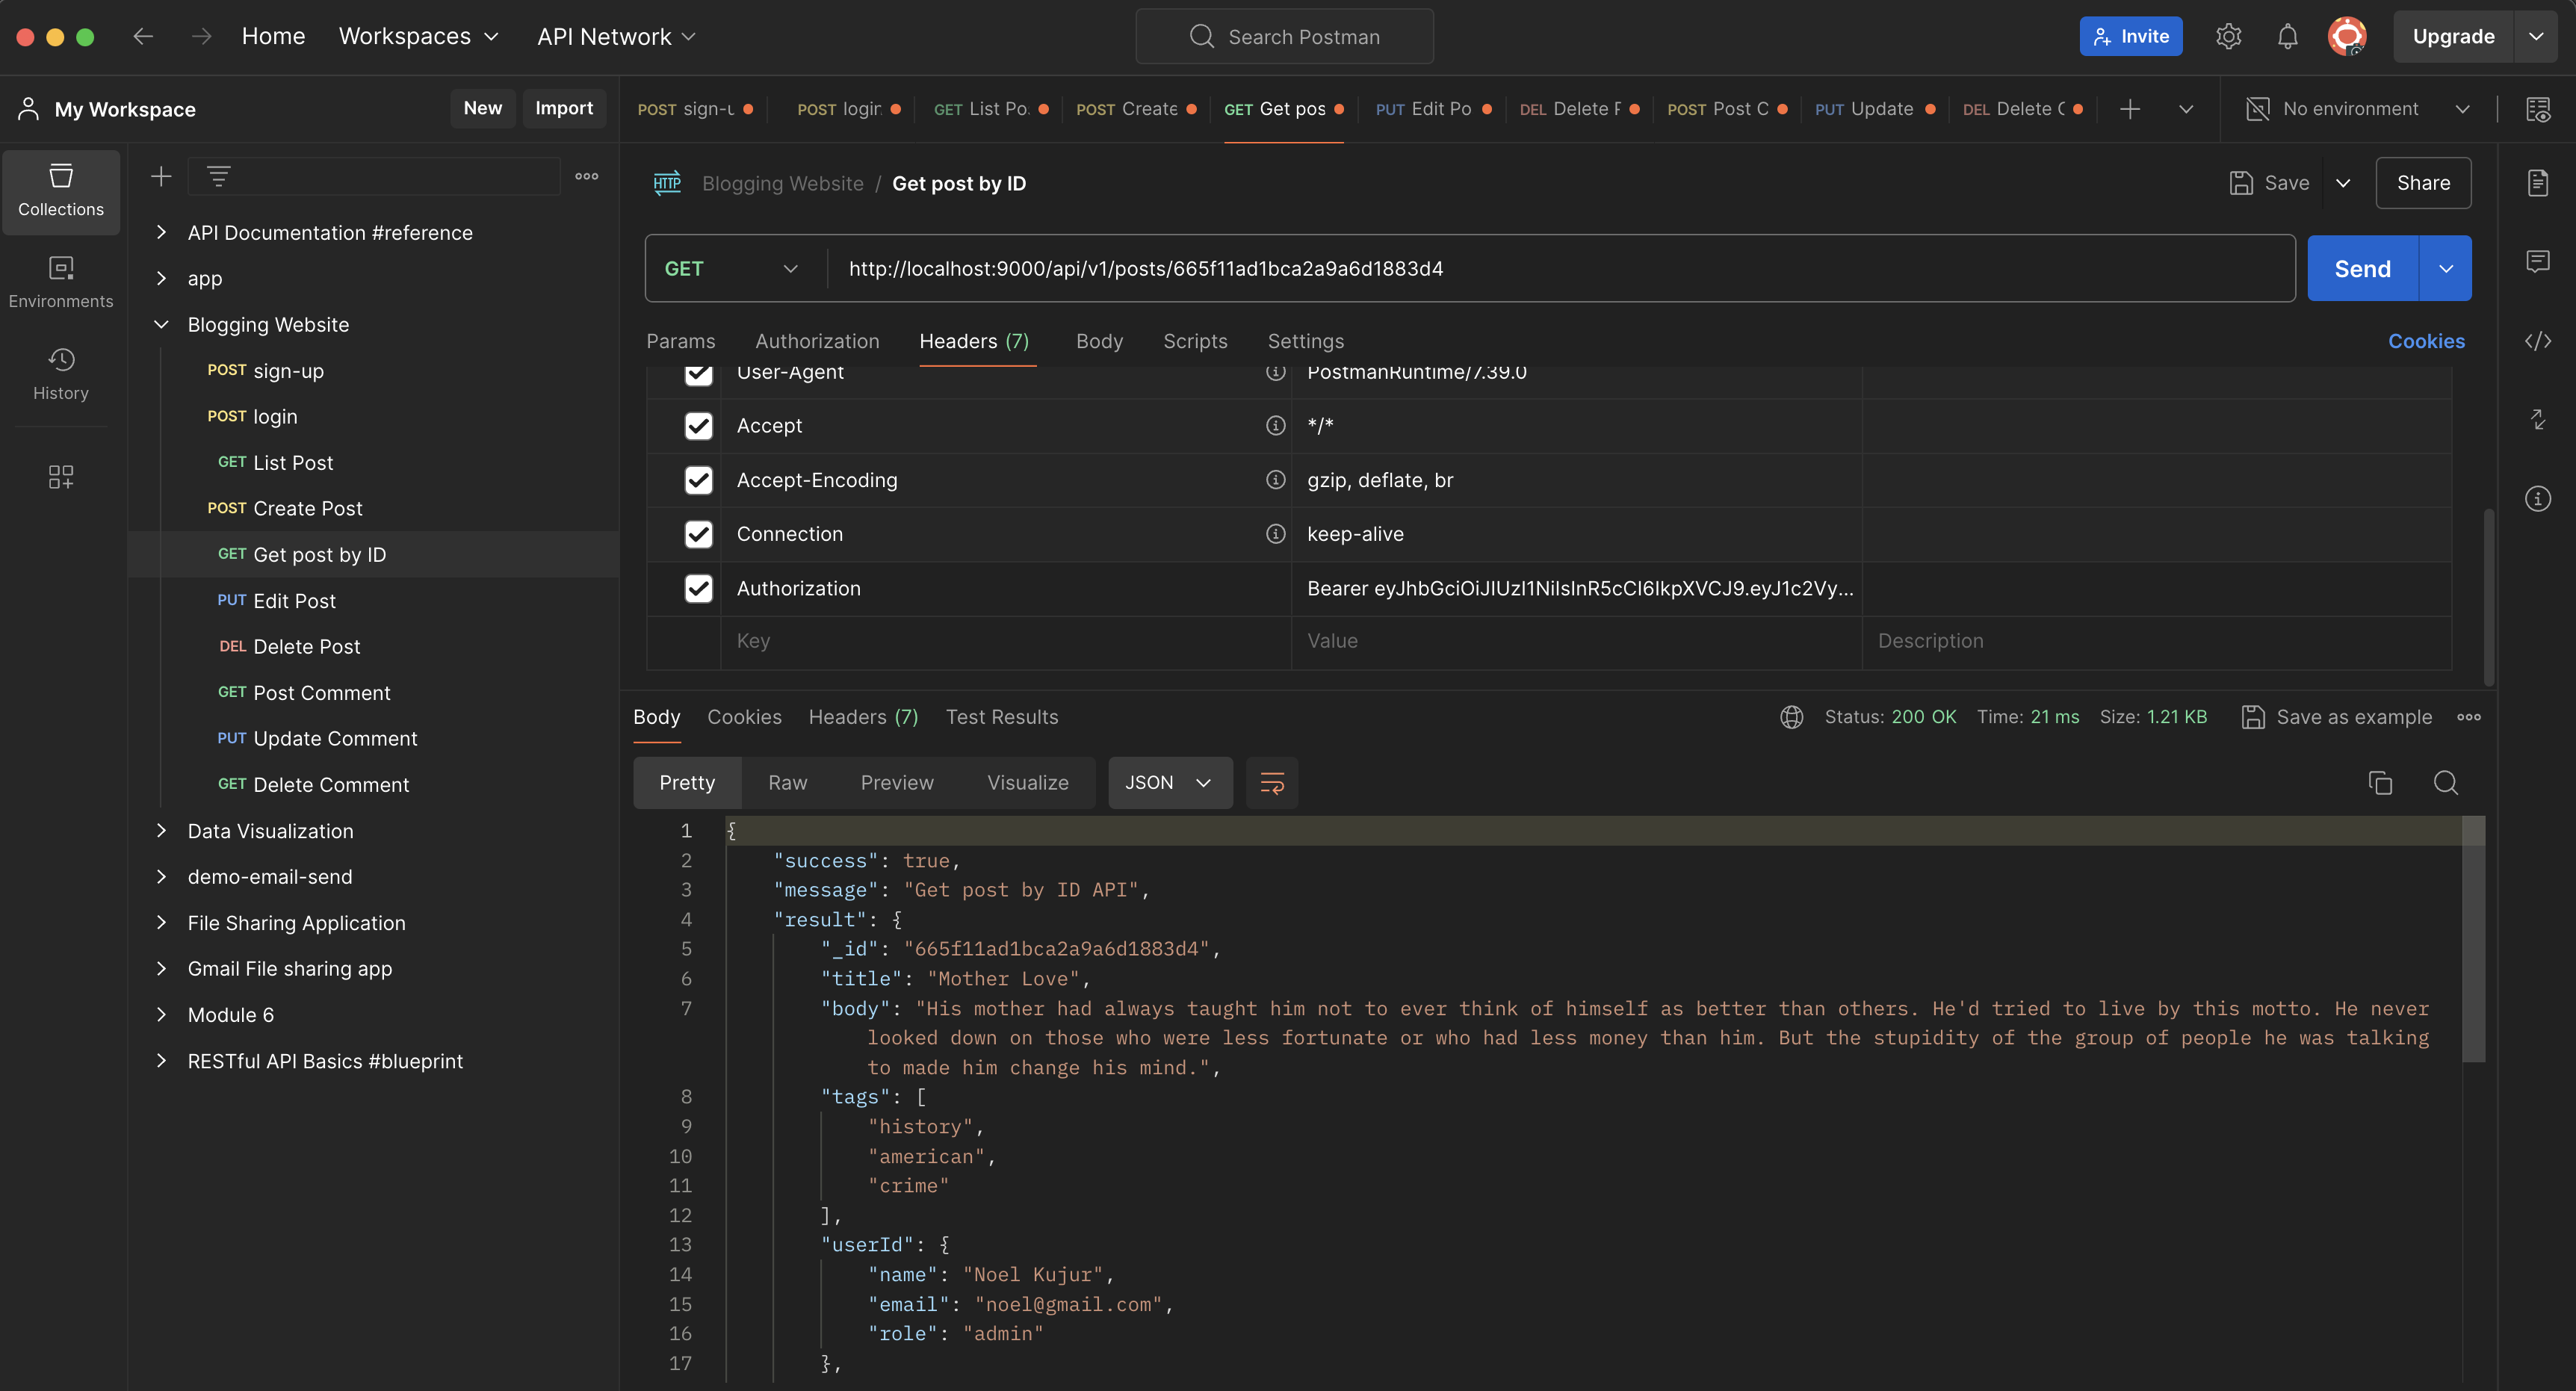 Home Workspaces API Network Search Postman Invite Upgrade
My Workspace New Import
POST sign-u POST login GET List Po POST Create GET Get pos PUT Edit Po DEL Delete P POST Post C PUT Update DEL Delete C No environment
Collections
Environments
History
API Documentation #reference
app
Blogging Website
POST sign-up
POST login
GET List Post
POST Create Post
GET Get post by ID
PUT Edit Post
DEL Delete Post
GET Post Comment
PUT Update Comment
GET Delete Comment
Data Visualization
demo-email-send
File Sharing Application
Gmail File sharing app
Module 6
RESTful API Basics #blueprint
HTTP Blogging Website / Get post by ID Save Share
GET http://localhost:9000/api/v1/posts/665f11ad1bca2a9a6d1883d4 Send
Params Authorization Headers (7) Body Scripts Settings Cookies
User-Agent PostmanRuntime/7.39.0
Accept */*
Accept-Encoding gzip, deflate, br
Connection keep-alive
Authorization Bearer eyJhbGciOiJIUzI1NiIsInR5cCI6IkpXVCJ9.eyJ1c2Vy...
Key Value Description
Body Cookies Headers (7) Test Results Status: 200 OK Time: 21 ms Size: 1.21 KB Save as example
Pretty Raw Preview Visualize JSON
1 {
2 "success": true,
3 "message": "Get post by ID API",
4 "result": {
5 "_id": "665f11ad1bca2a9a6d1883d4",
6 "title": "Mother Love",
7 "body": "His mother had always taught him not to ever think of himself as better than others. He'd tried to live by this motto. He never
looked down on those who were less fortunate or who had less money than him. But the stupidity of the group of people he was talking
to made him change his mind.",
8 "tags": [
9 "history",
10 "american",
11 "crime"
12 ],
13 "userId": {
14 "name": "Noel Kujur",
15 "email": "noel@gmail.com",
16 "role": "admin"
17 },